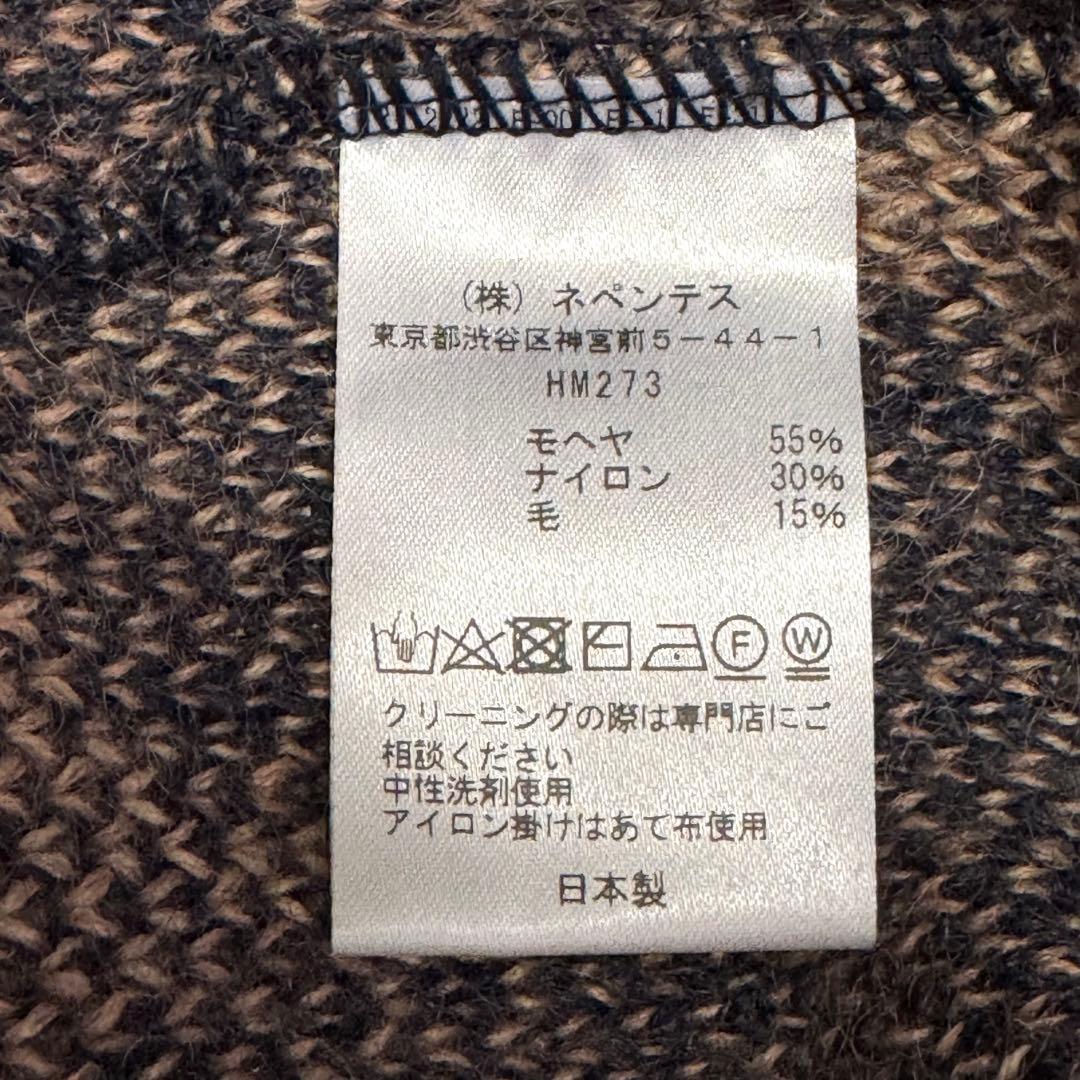 (株) ネペンテス
東京都渋谷区神宮前5-44-1
HM273
モヘヤ 55%
ナイロン 30%
毛 15%
F W
クリーニングの際は専門店にご
相談ください
中性洗剤使用
アイロン掛けはあて布使用
日本製